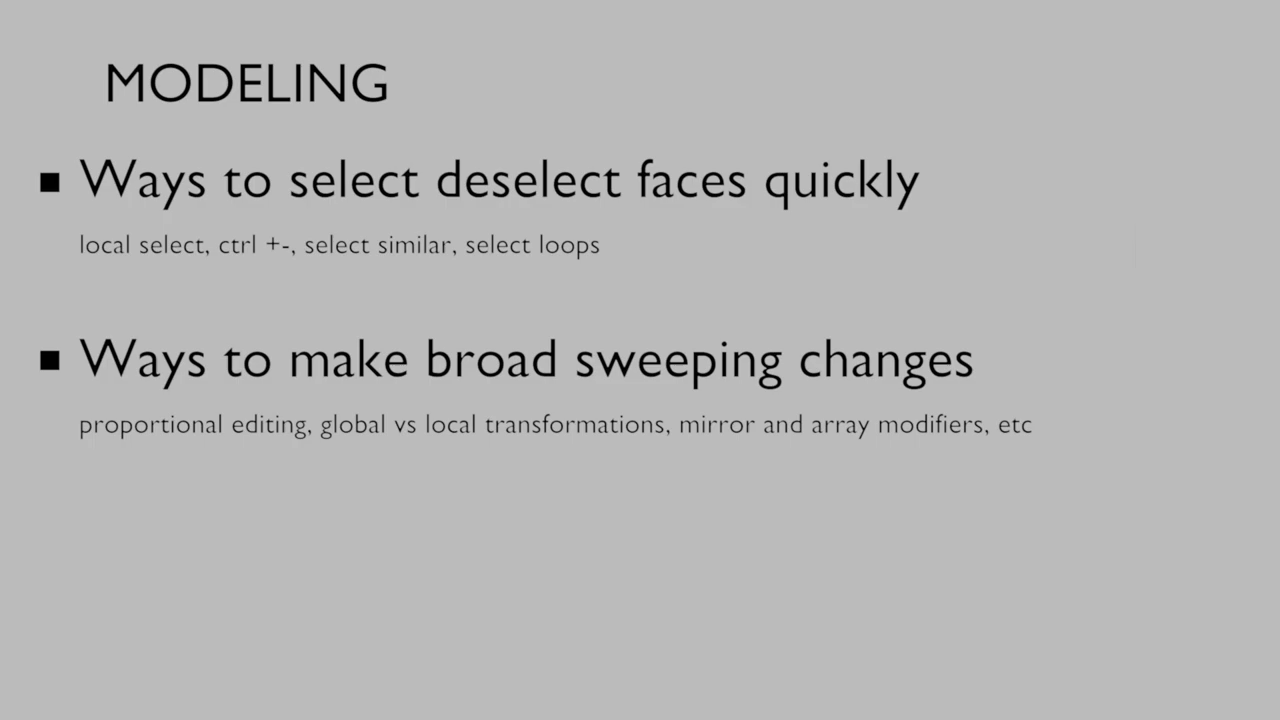 MODELING
▪ Ways to select deselect faces quickly
local select, ctrl +-, select similar, select loops
▪ Ways to make broad sweeping changes
proportional editing, global vs local transformations, mirror and array modifiers, etc